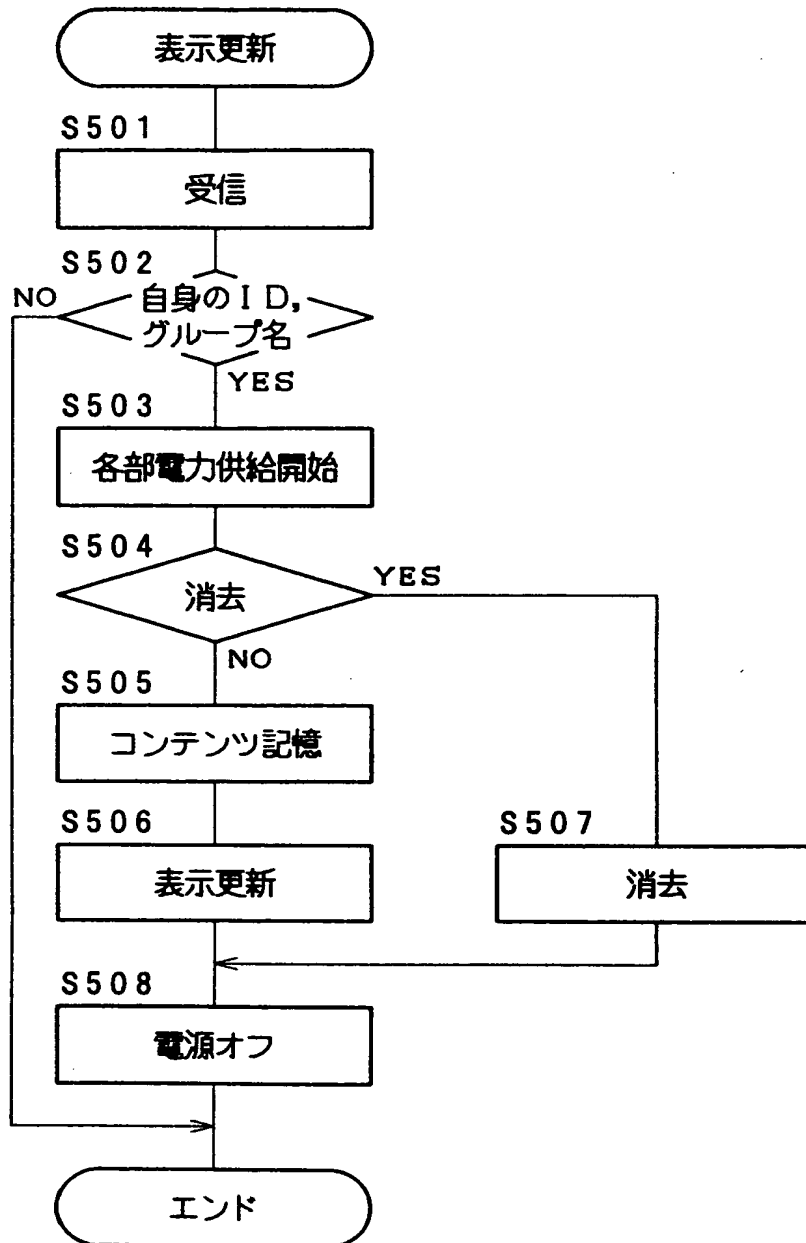 表示更新
S501
受信
S502
NO
自身のID,
グループ名
YES
S503
各部電力供給開始
S504
消去
YES
NO
S505
コンテンツ記憶
S506
表示更新
S507
消去
S508
電源オフ
エンド